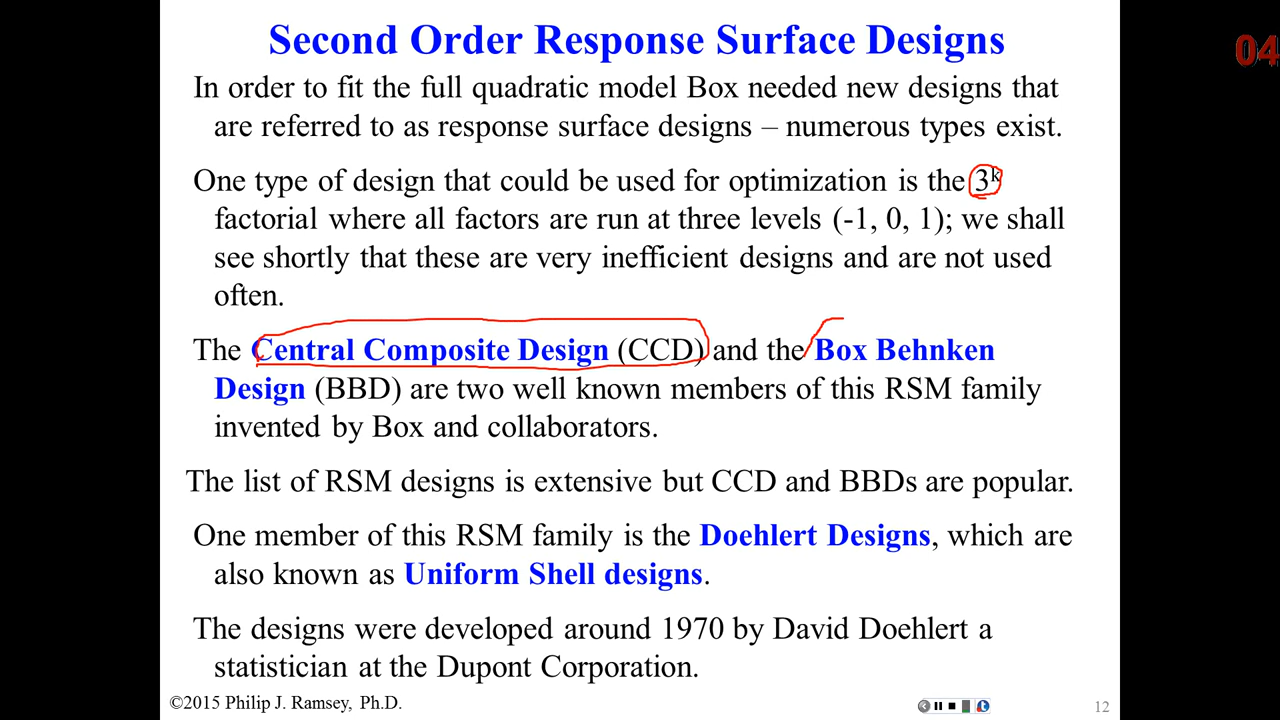 Second Order Response Surface Designs
04
In order to fit the full quadratic model Box needed new designs that
are referred to as response surface designs – numerous types exist.
One type of design that could be used for optimization is the 3ᵏ
factorial where all factors are run at three levels (-1, 0, 1); we shall
see shortly that these are very inefficient designs and are not used
often.
The Central Composite Design (CCD) and the Box Behnken
Design (BBD) are two well known members of this RSM family
invented by Box and collaborators.
The list of RSM designs is extensive but CCD and BBDs are popular.
One member of this RSM family is the Doehlert Designs, which are
also known as Uniform Shell designs.
The designs were developed around 1970 by David Doehlert a
statistician at the Dupont Corporation.
©2015 Philip J. Ramsey, Ph.D.
12